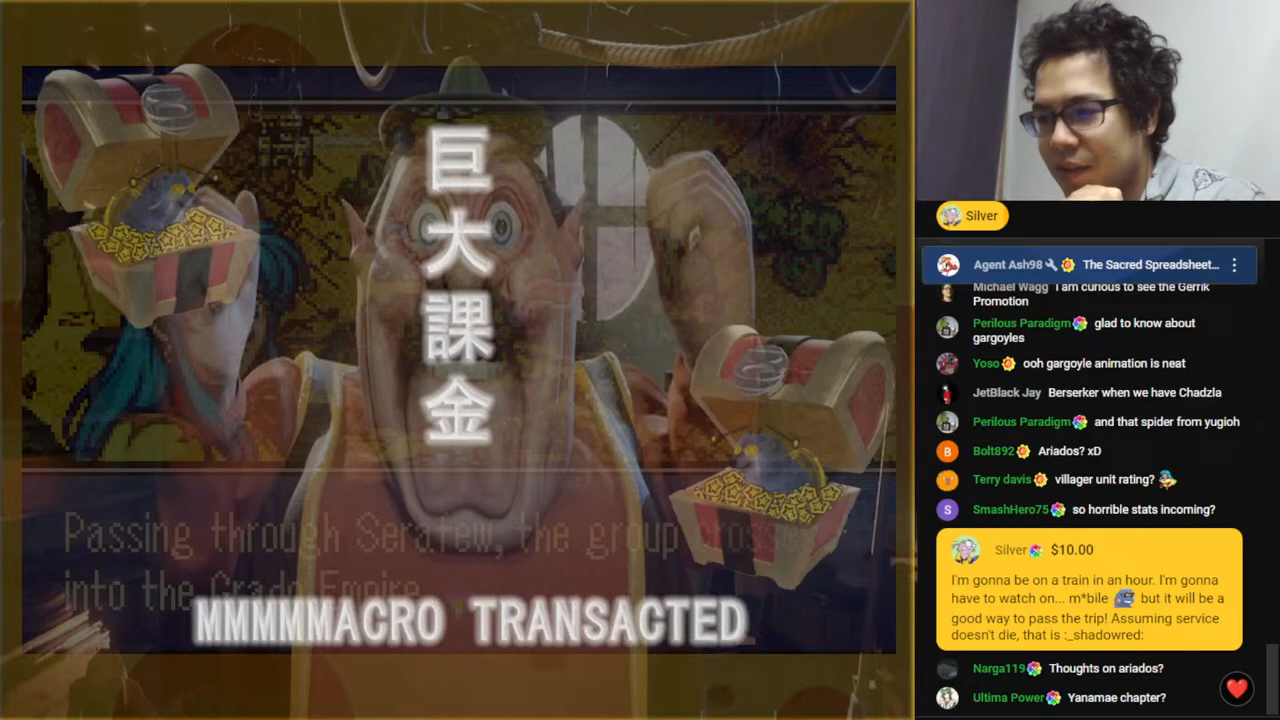 巨大課金
Passing through Serafew, the group crosse
into the Grado Empire.
MMMMMACRO TRANSACTED
Silver
Agent Ash98 The Sacred Spreadsheet...
Michael Wagg I am curious to see the Gerrik
Promotion
Perilous Paradigm glad to know about
gargoyles
Yoso ooh gargoyle animation is neat
JetBlack Jay Berserker when we have Chadzla
Perilous Paradigm and that spider from yugioh
B Bolt892 Ariados? xD
Terry davis villager unit rating?
S SmashHero75 so horrible stats incoming?
Silver $10.00
I'm gonna be on a train in an hour. I'm gonna
have to watch on... m*bile but it will be a
good way to pass the trip! Assuming service
doesn't die, that is :_shadowred:
Narga119 Thoughts on ariados?
Ultima Power Yanamae chapter?